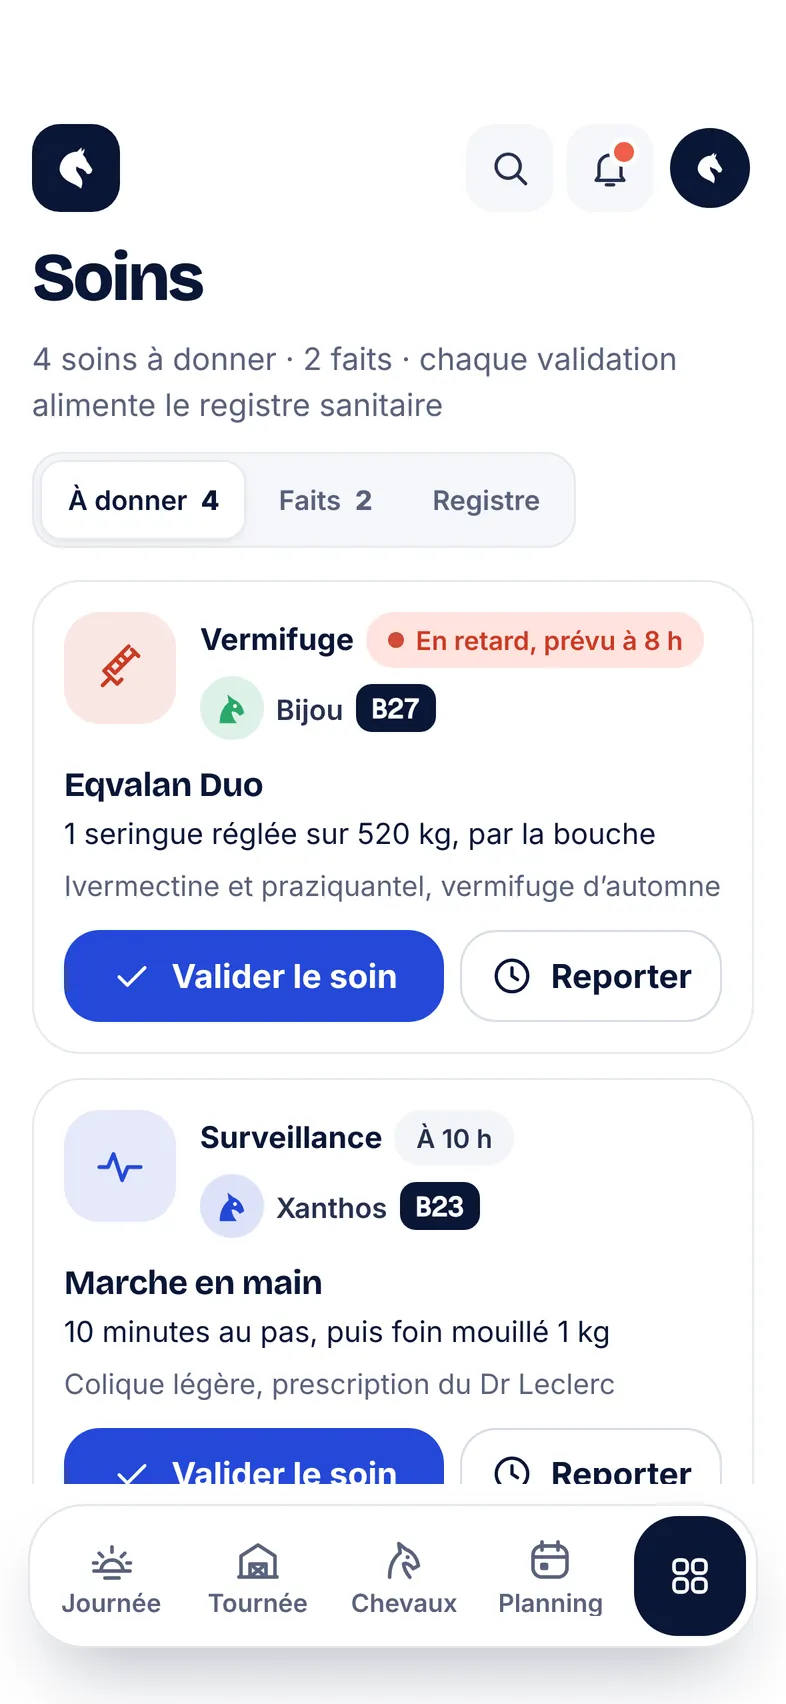 Soins
4 soins à donner · 2 faits · chaque validation
alimente le registre sanitaire
À donner 4 Faits 2 Registre
Vermifuge En retard, prévu à 8 h
Bijou B27
Eqvalan Duo
1 seringue réglée sur 520 kg, par la bouche
Ivermectine et praziquantel, vermifuge d’automne
Valider le soin Reporter
Surveillance À 10 h
Xanthos B23
Marche en main
10 minutes au pas, puis foin mouillé 1 kg
Colique légère, prescription du Dr Leclerc
Valider le soin Reporter
Journée Tournée Chevaux Planning